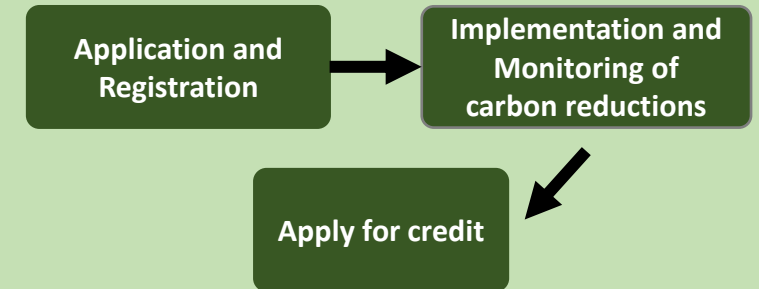 Application and
Registration
Implementation and
Monitoring of
carbon reductions
Apply for credit